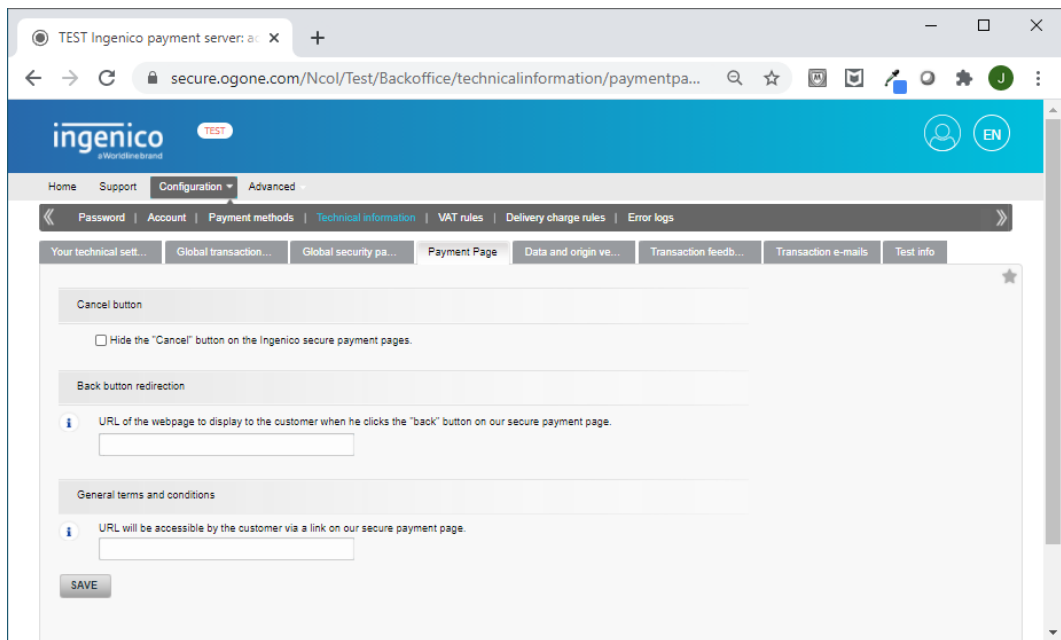 TEST Ingenico payment server: ac
secure.ogone.com/Ncol/Test/Backoffice/technicalinformation/paymentpa...
J
ingenico
a Worldline brand
TEST
EN
Home Support Configuration Advanced
Password | Account | Payment methods | Technical information | VAT rules | Delivery charge rules | Error logs
Your technical sett... Global transaction... Global security pa... Payment Page Data and origin ve... Transaction feedb... Transaction e-mails Test info
Cancel button
Hide the "Cancel" button on the Ingenico secure payment pages.
Back button redirection
URL of the webpage to display to the customer when he clicks the "back" button on our secure payment page.
General terms and conditions
URL will be accessible by the customer via a link on our secure payment page.
SAVE